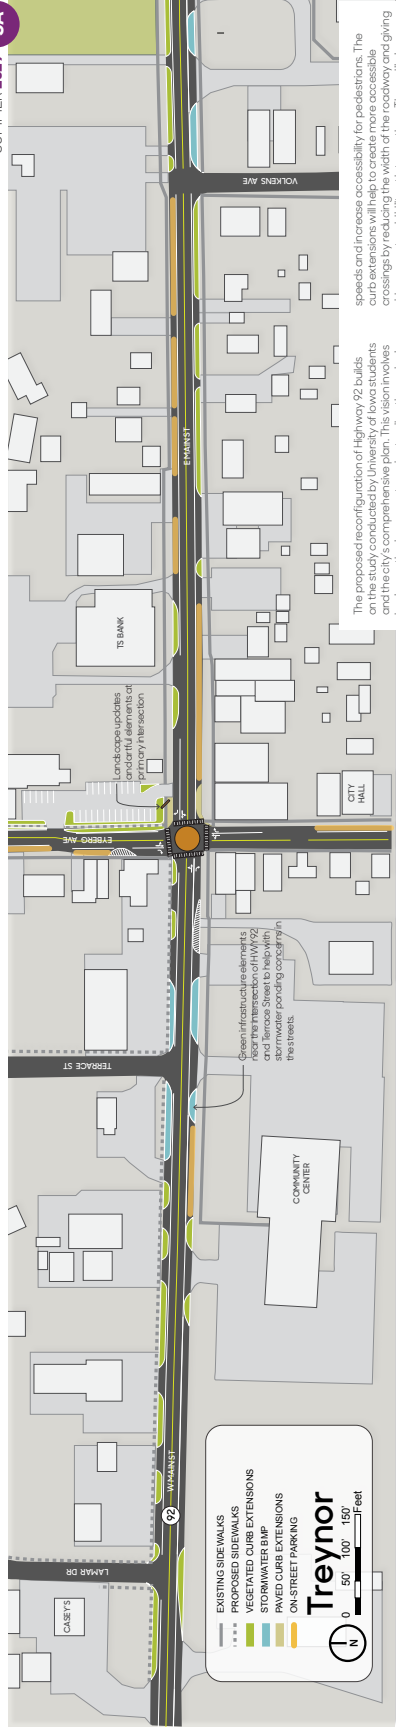 8A
VOLKENS AVE
E MAIN ST
TS BANK
Landscape updates
and artful elements at
primary intersection
EYBERG AVE
CITY
HALL
Green infrastructure elements
near the intersection of HWY 92
and Terrace Street to help with
stormwater ponding concerns in
the streets.
TERRACE ST
COMMUNITY
CENTER
W MAIN ST
92
LAMAR DR
CASEY'S
EXISTING SIDEWALKS
PROPOSED SIDEWALKS
VEGETATED CURB EXTENSIONS
STORMWATER BMP
PAVED CURB EXTENSIONS
ON-STREET PARKING
Treynor
N
0 50' 100' 150'
Feet
The proposed reconfiguration of Highway 92 builds
on the study conducted by University of Iowa students
and the city's comprehensive plan. This vision involves
speeds and increase accessibility for pedestrians. The
curb extensions will help to create more accessible
crossings by reducing the width of the roadway and giving